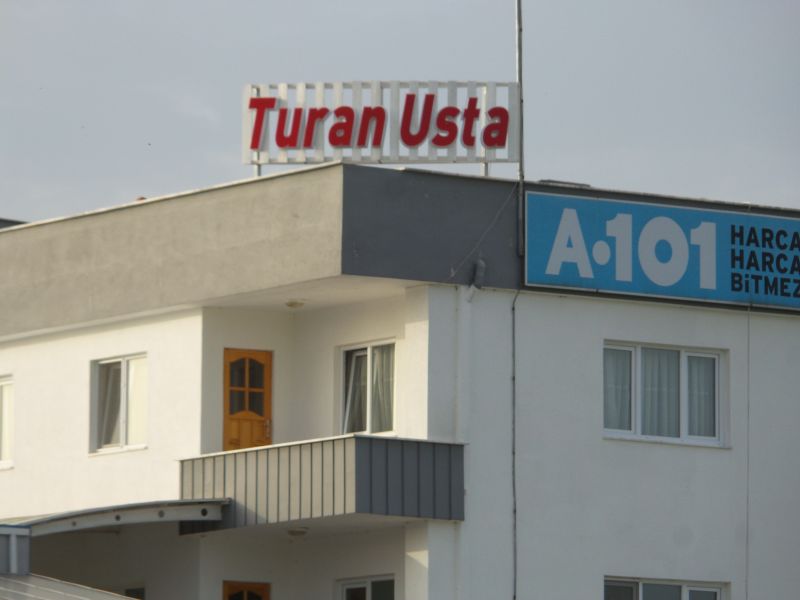 Turan Usta
A·101
HARCA
HARCA
BiTMEZ